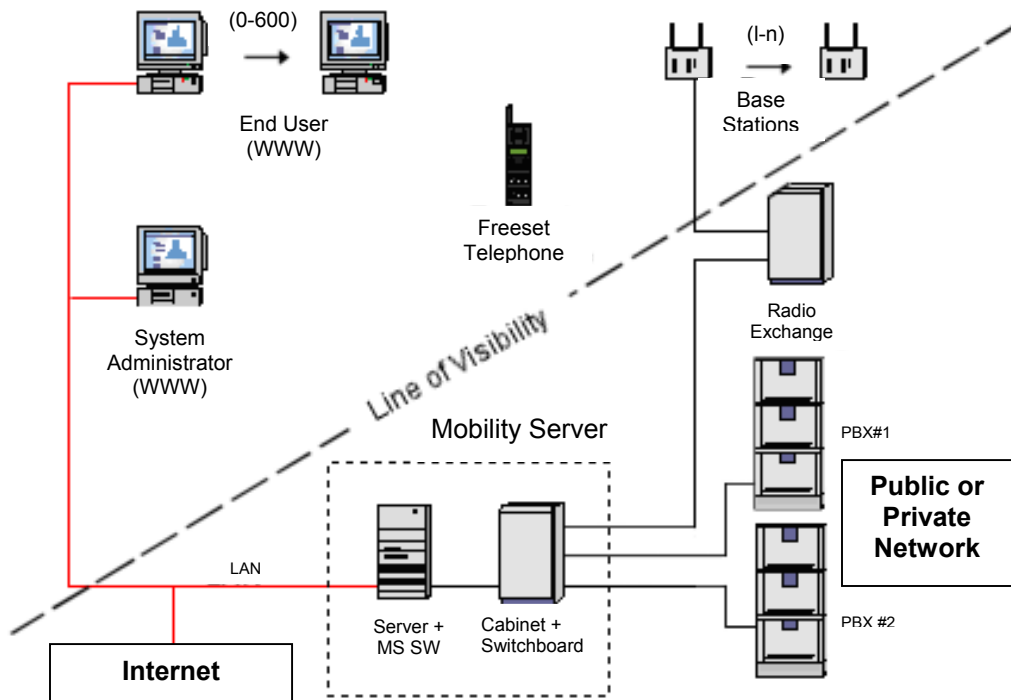 (0-600)
End User
(WWW)
(I-n)
Base
Stations
Freeset
Telephone
Radio
Exchange
System
Administrator
(WWW)
Line of Visibility
Mobility Server
PBX#1
Public or
Private
Network
LAN
Server +
MS SW
Cabinet +
Switchboard
PBX #2
Internet